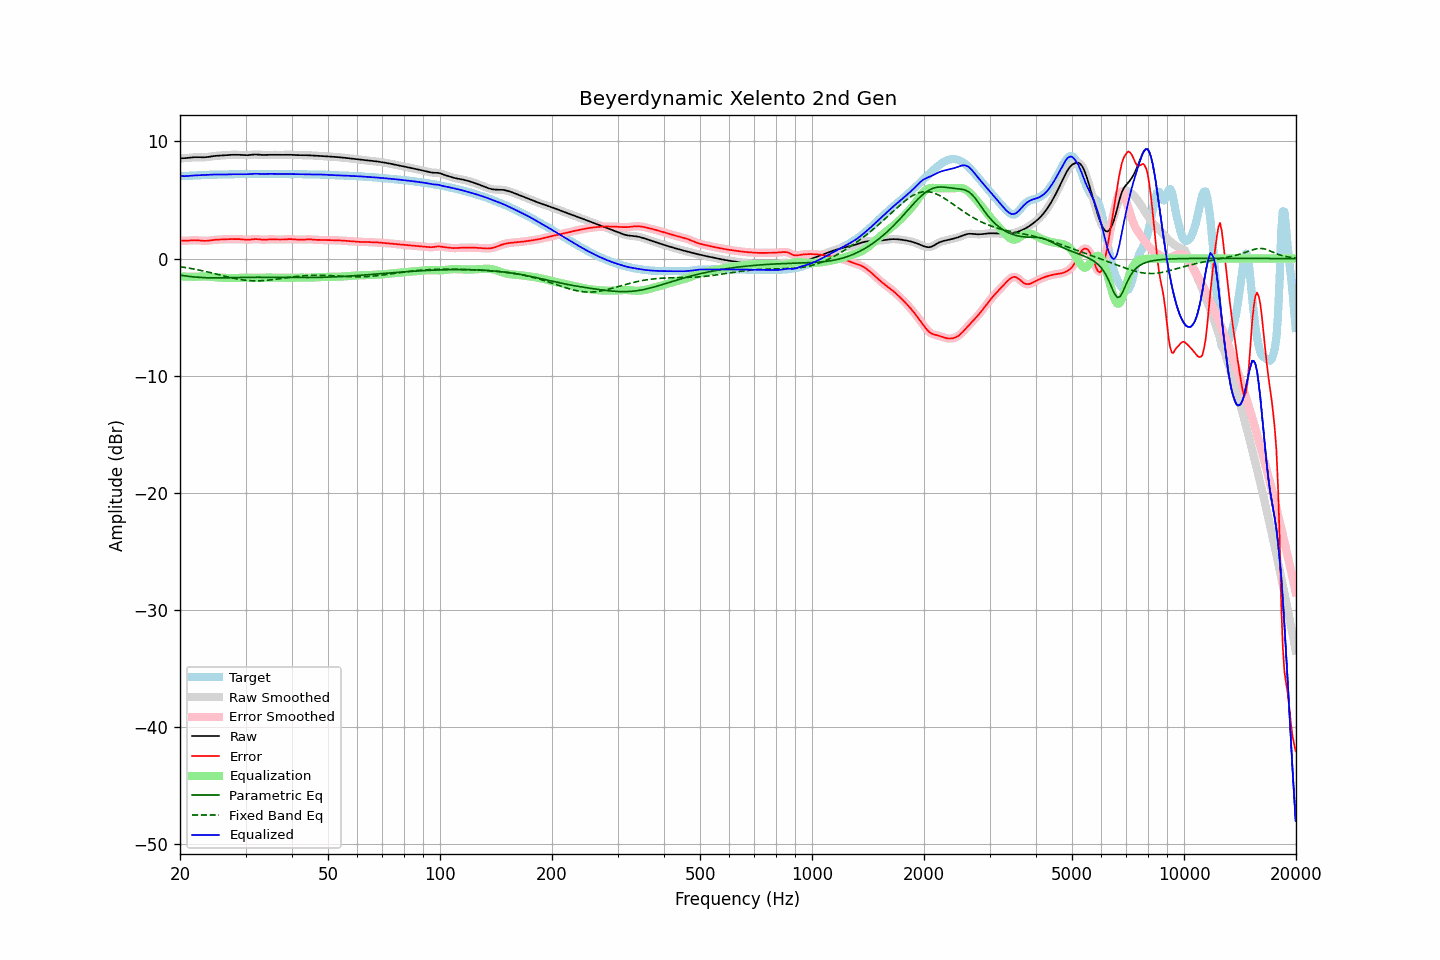 Beyerdynamic Xelento 2nd Gen
10
0
−10
−20
−30
−40
−50
Amplitude (dBr)
Target
Raw Smoothed
Error Smoothed
Raw
Error
Equalization
Parametric Eq
Fixed Band Eq
Equalized
20
50
100
200
500
1000
2000
5000
10000
20000
Frequency (Hz)